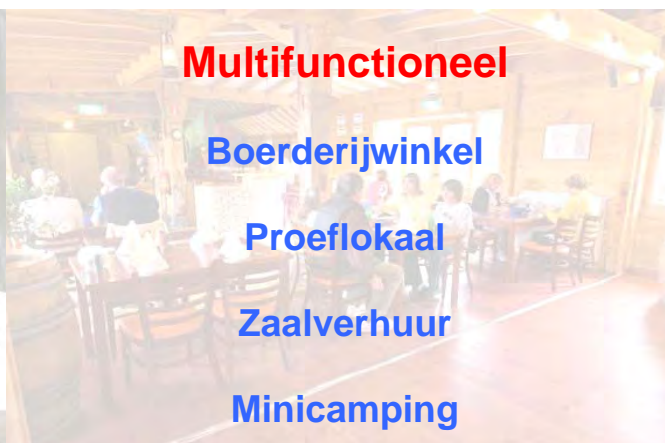 Multifunctioneel
Boerderijwinkel
Proeflokaal
Zaalverhuur
Minicamping